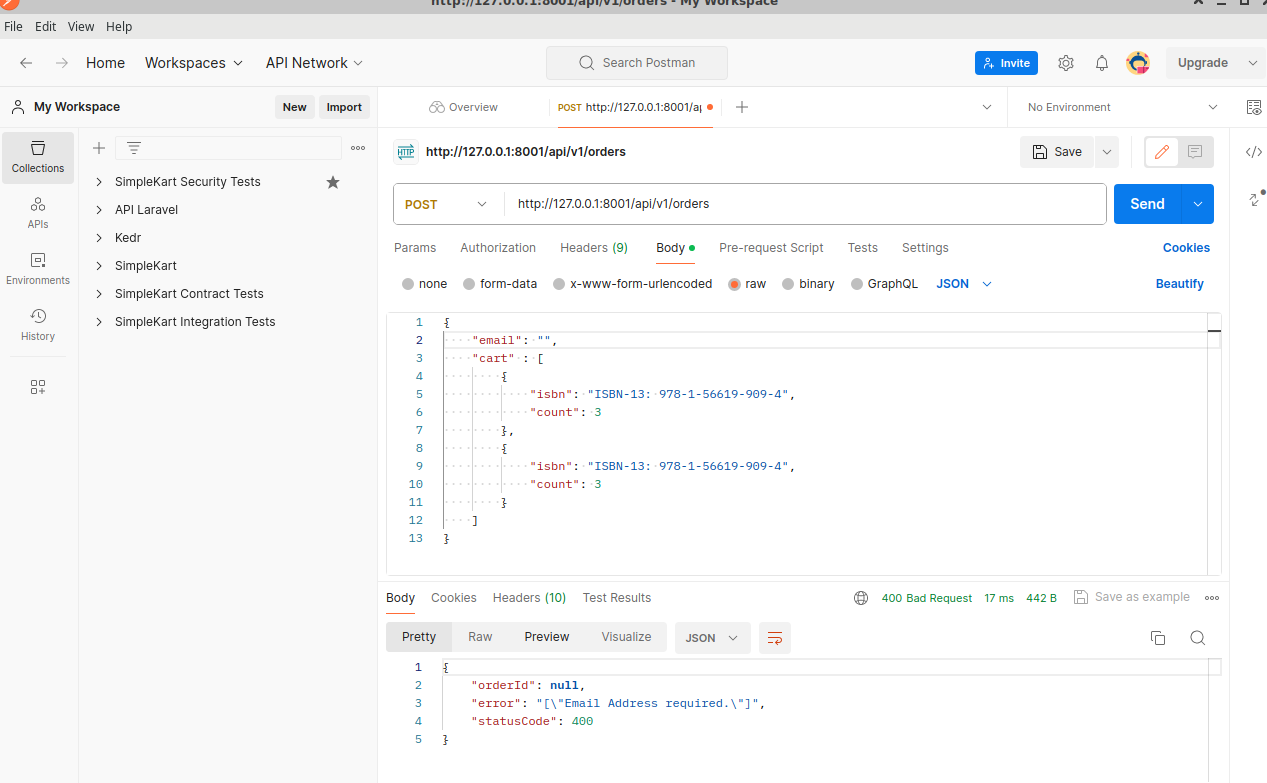 http://127.0.0.1:8001/api/v1/orders - My Workspace
File Edit View Help
Home Workspaces API Network Search Postman Invite Upgrade
My Workspace New Import Overview POST http://127.0.0.1:8001/a No Environment
Collections
APIs
Environments
History
SimpleKart Security Tests
API Laravel
Kedr
SimpleKart
SimpleKart Contract Tests
SimpleKart Integration Tests
HTTP http://127.0.0.1:8001/api/v1/orders Save
POST http://127.0.0.1:8001/api/v1/orders Send
Params Authorization Headers (9) Body Pre-request Script Tests Settings Cookies
none form-data x-www-form-urlencoded raw binary GraphQL JSON Beautify
1 {
2 "email": "",
3 "cart" : [
4 {
5 "isbn": "ISBN-13: 978-1-56619-909-4",
6 "count": 3
7 },
8 {
9 "isbn": "ISBN-13: 978-1-56619-909-4",
10 "count": 3
11 }
12 ]
13 }
Body Cookies Headers (10) Test Results 400 Bad Request 17 ms 442 B Save as example
Pretty Raw Preview Visualize JSON
1 {
2 "orderId": null,
3 "error": "[\"Email Address required.\"]",
4 "statusCode": 400
5 }